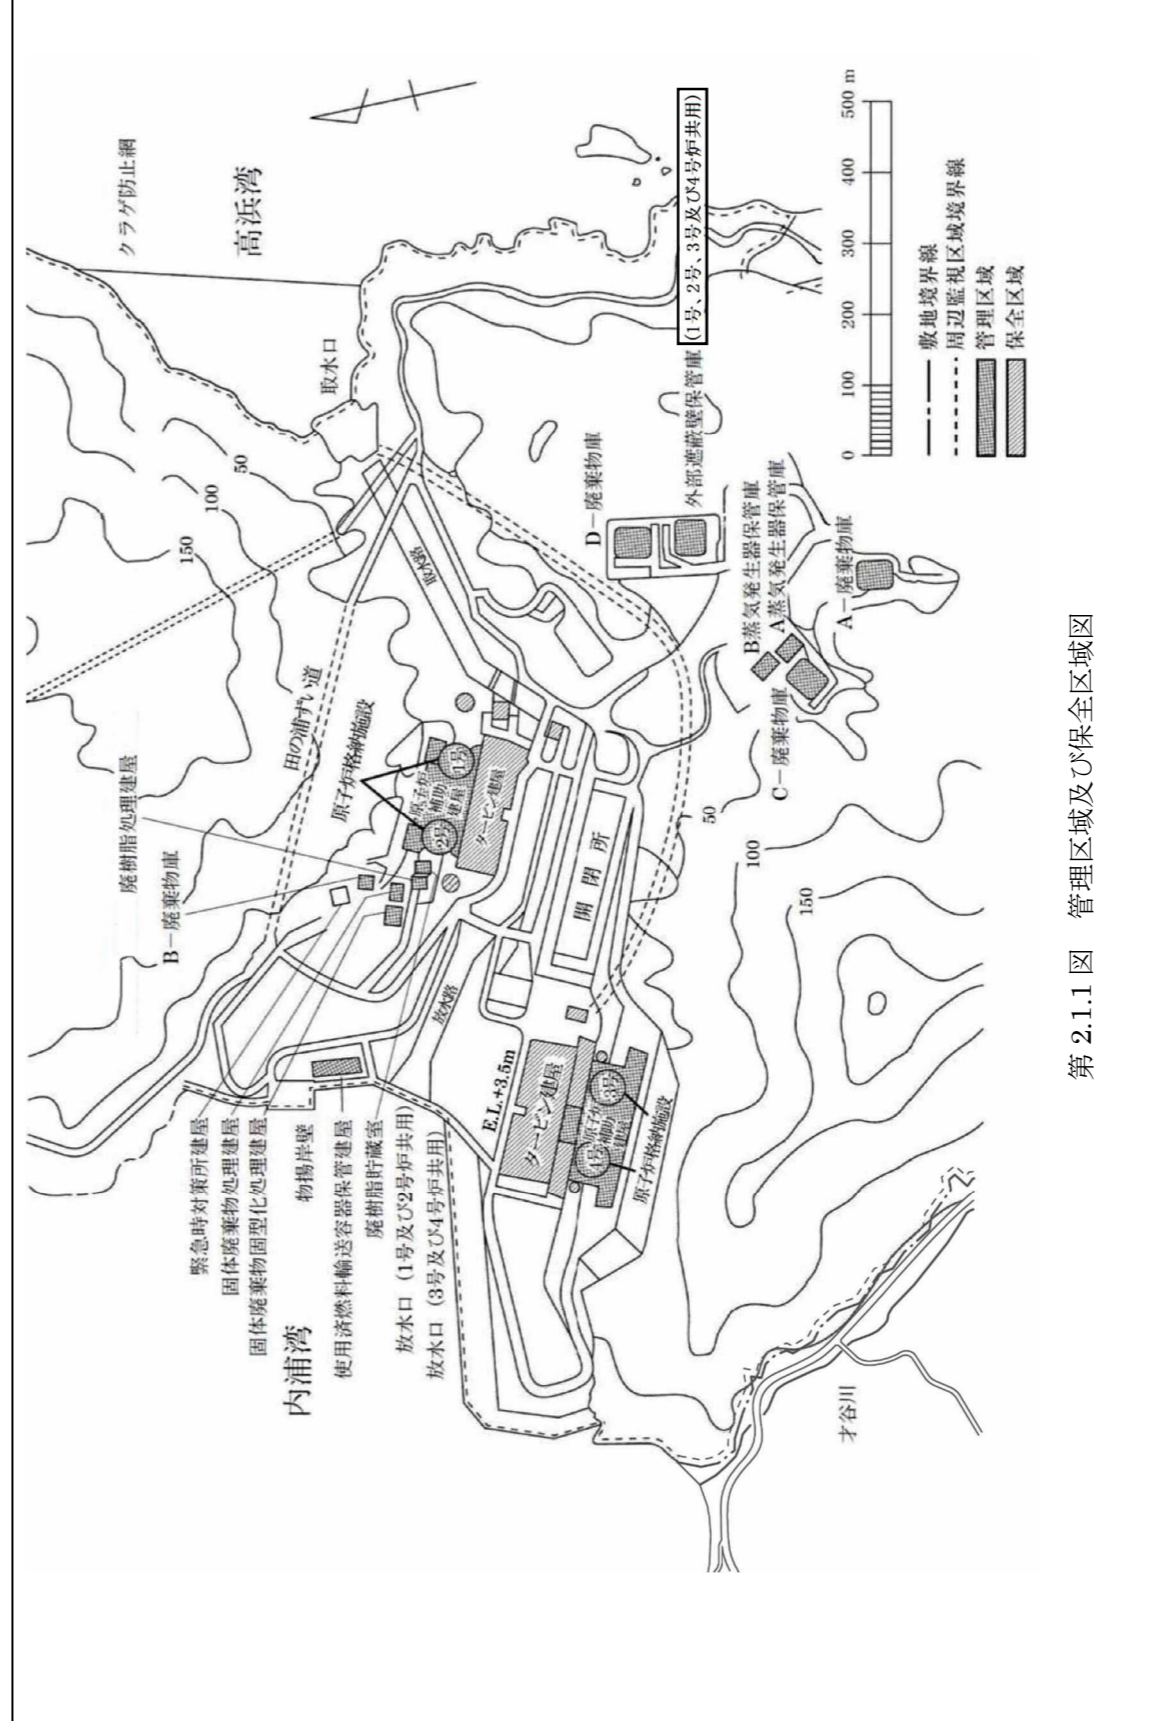 クラゲ防止網
高浜湾
取水口
50
100
150
田の浦ずい道
廃樹脂処理建屋
B－廃棄物庫
原子炉格納施設
1号
2号
原子炉
補助
建屋
タービン建屋
取水路
開閉所
放水路
E.L.+3.5m
タービン建屋
原子炉
補助
建屋
3号
4号
原子炉格納施設
緊急時対策所建屋
固体廃棄物処理建屋
固体廃棄物固型化処理建屋
物揚岸壁
使用済燃料輸送容器保管建屋
廃樹脂貯蔵室
放水口（1号及び2号炉共用）
放水口（3号及び4号炉共用）
内浦湾
D－廃棄物庫
外部遮蔽壁保管庫
(1号、2号、3号及び4号炉共用)
B蒸気発生器保管庫
A蒸気発生器保管庫
A－廃棄物庫
C－廃棄物庫
50
100
150
才谷川
0 100 200 300 400 500 m
敷地境界線
周辺監視区域境界線
管理区域
保全区域
第 2.1.1 図　管理区域及び保全区域図